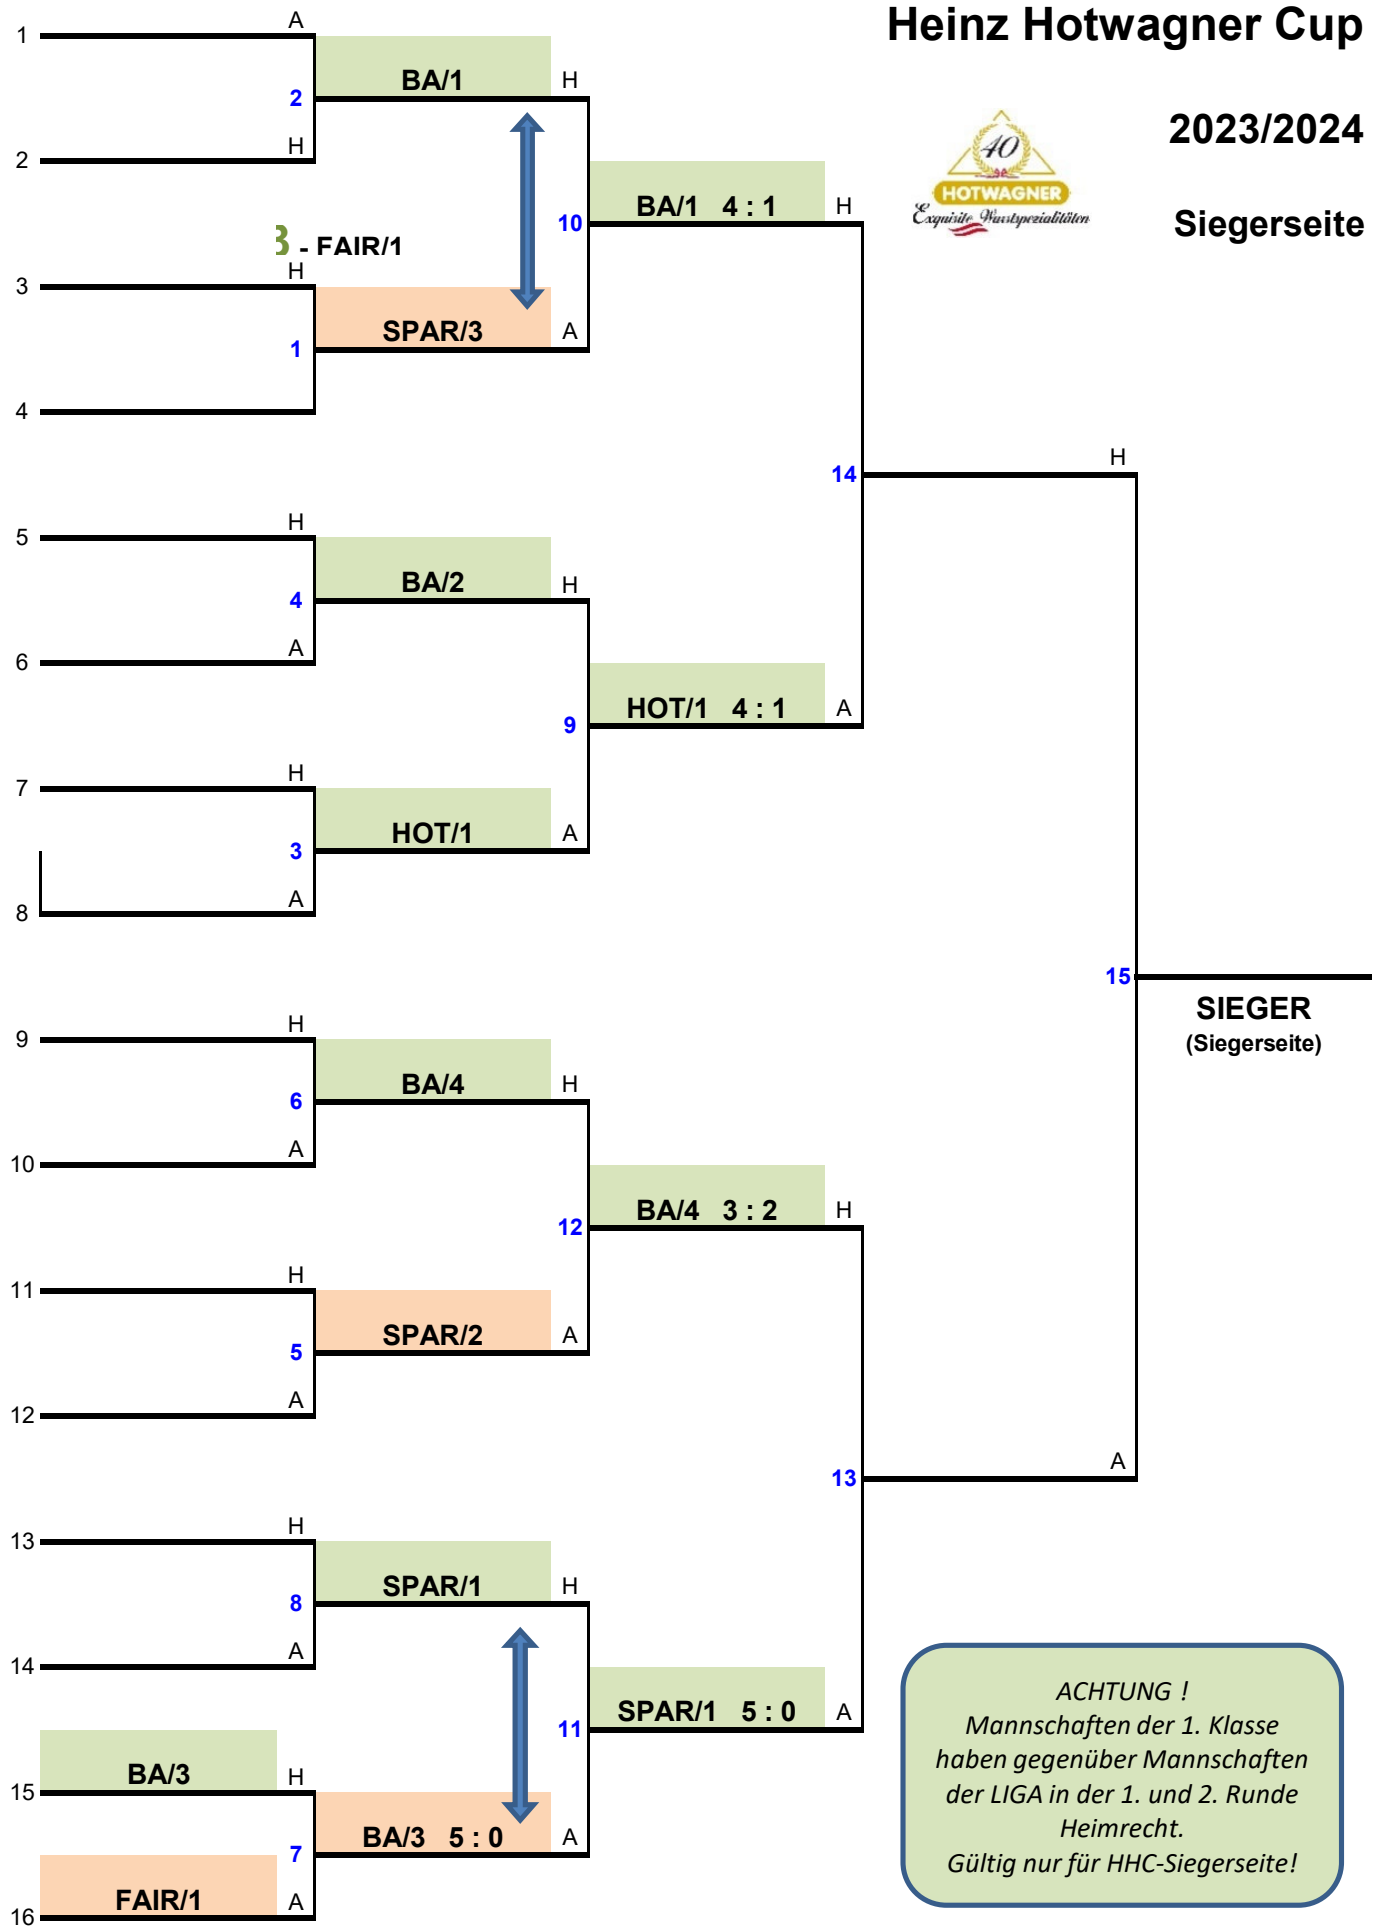 Heinz Hotwagner Cup
2023/2024
Siegerseite
40
HOTWAGNER
Exquisite Wurstspezialitäten
1
A
BA/1
H
2
2
H
BA/1 4 : 1
H
10
3 - FAIR/1
3
H
SPAR/3
A
1
4
14
H
5
H
BA/2
H
4
6
A
HOT/1 4 : 1
A
9
7
H
HOT/1
A
3
8
A
15
SIEGER
(Siegerseite)
9
H
BA/4
H
6
10
A
BA/4 3 : 2
H
12
11
H
SPAR/2
A
5
12
A
13
A
13
H
SPAR/1
H
8
14
A
SPAR/1 5 : 0
A
11
BA/3
H
15
BA/3 5 : 0
A
7
FAIR/1
A
16
ACHTUNG !
Mannschaften der 1. Klasse
haben gegenüber Mannschaften
der LIGA in der 1. und 2. Runde
Heimrecht.
Gültig nur für HHC-Siegerseite!